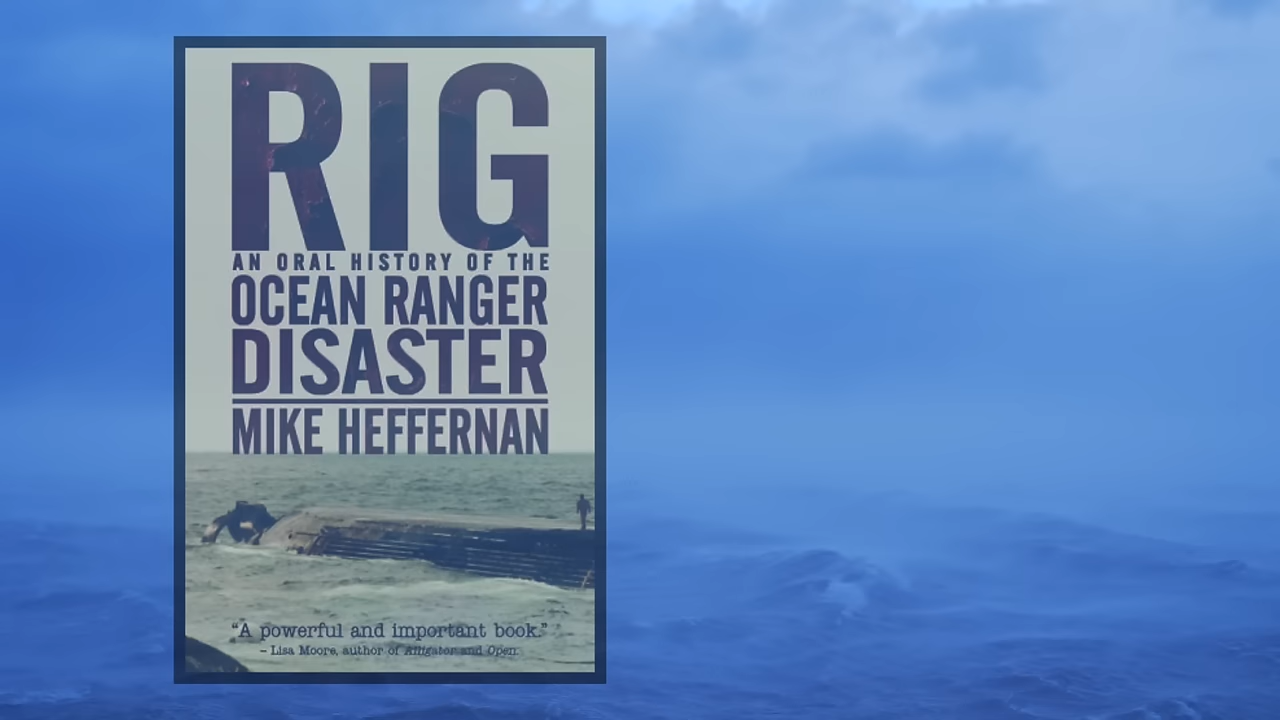 RIG
AN ORAL HISTORY OF THE
OCEAN RANGER
DISASTER
MIKE HEFFERNAN
“A powerful and important book.”
– Lisa Moore, author of Alligator and Open.